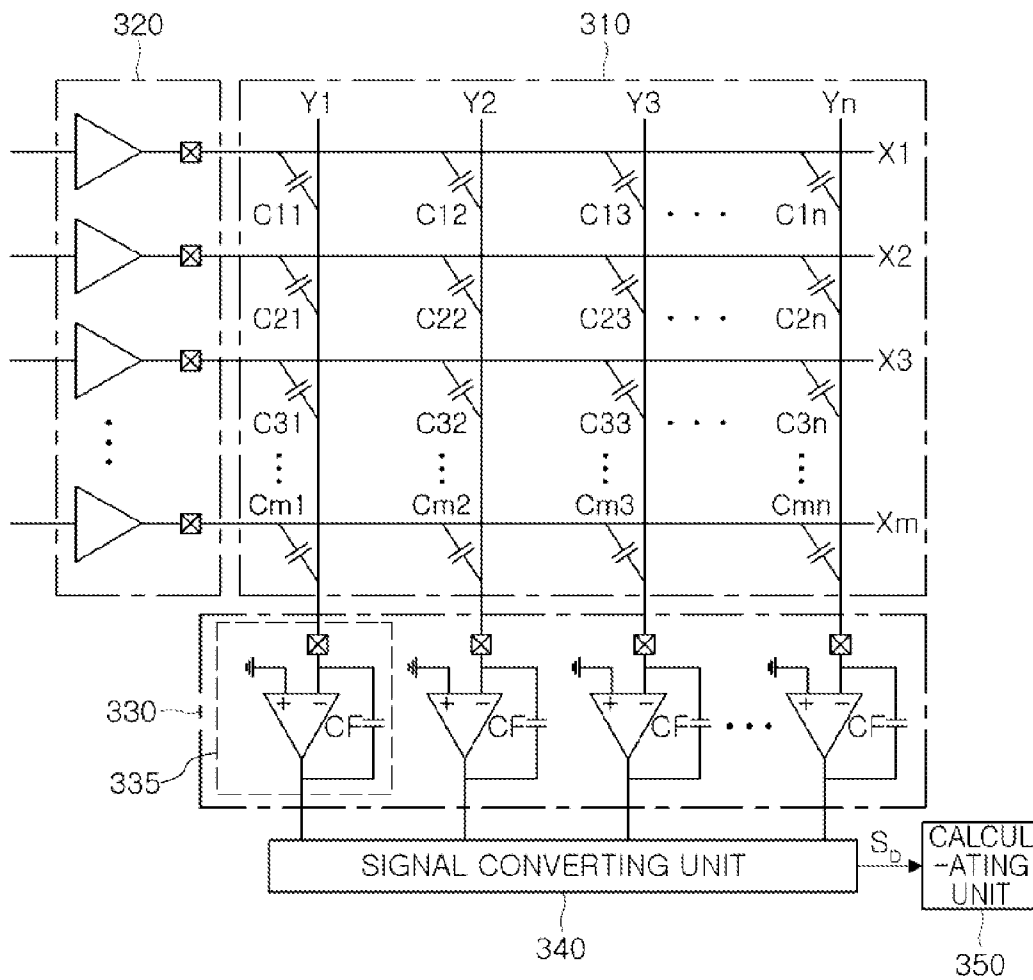 320
310
Y1 Y2 Y3 Yn
X1
C11 C12 C13 • • • C1n
X2
C21 C22 C23 • • • C2n
X3
C31 C32 C33 • • • C3n
Cm1 Cm2 Cm3 Cmn
Xm
330
+ − CF + − CF + − CF • • • + − CF
335
SIGNAL CONVERTING UNIT
S_D
CALCUL
-ATING
UNIT
340
350